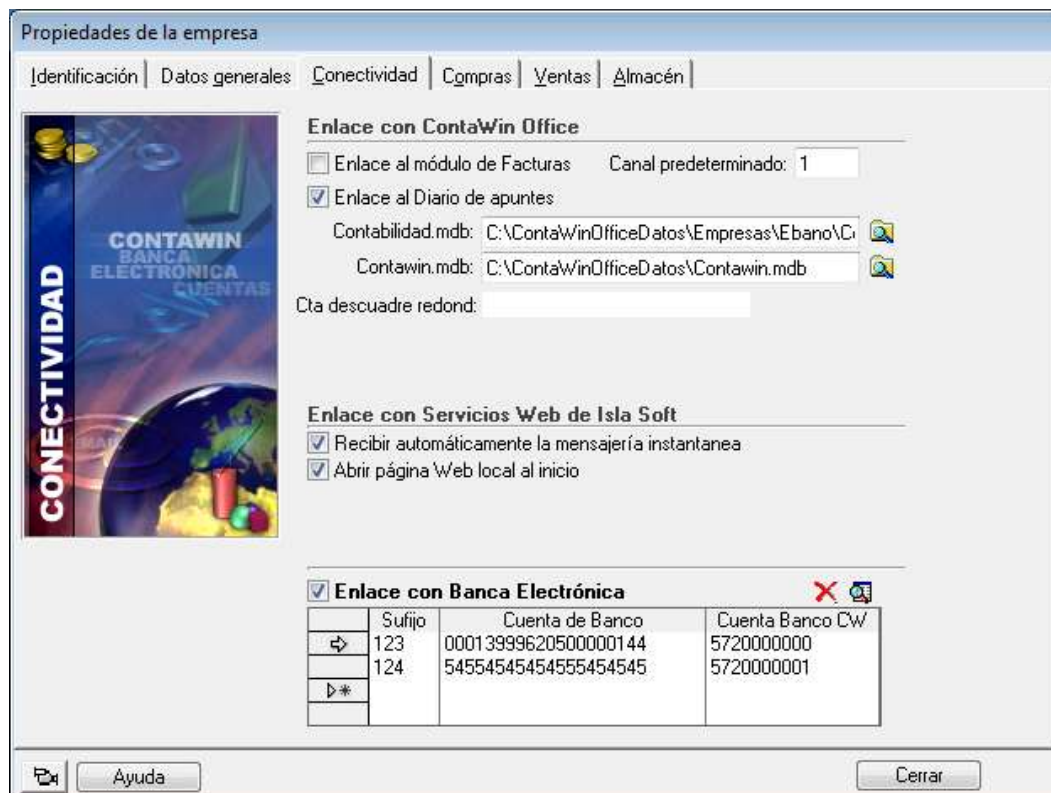 Propiedades de la empresa
Identificación Datos generales Conectividad Compras Ventas Almacén
CONECTIVIDAD
CONTAWIN
BANCA
ELECTRÓNICA
CUENTAS
MAIL
Enlace con ContaWin Office
Enlace al módulo de Facturas Canal predeterminado: 1
Enlace al Diario de apuntes
Contabilidad.mdb: C:\ContaWinOfficeDatos\Empresas\Ebano\C
Contawin.mdb: C:\ContaWinOfficeDatos\Contawin.mdb
Cta descuadre redond:
Enlace con Servicios Web de Isla Soft
Recibir automáticamente la mensajería instantanea
Abrir página Web local al inicio
Enlace con Banca Electrónica
Sufijo Cuenta de Banco Cuenta Banco CW
123 00013999620500000144 5720000000
124 54554545454555454545 5720000001
Ayuda Cerrar